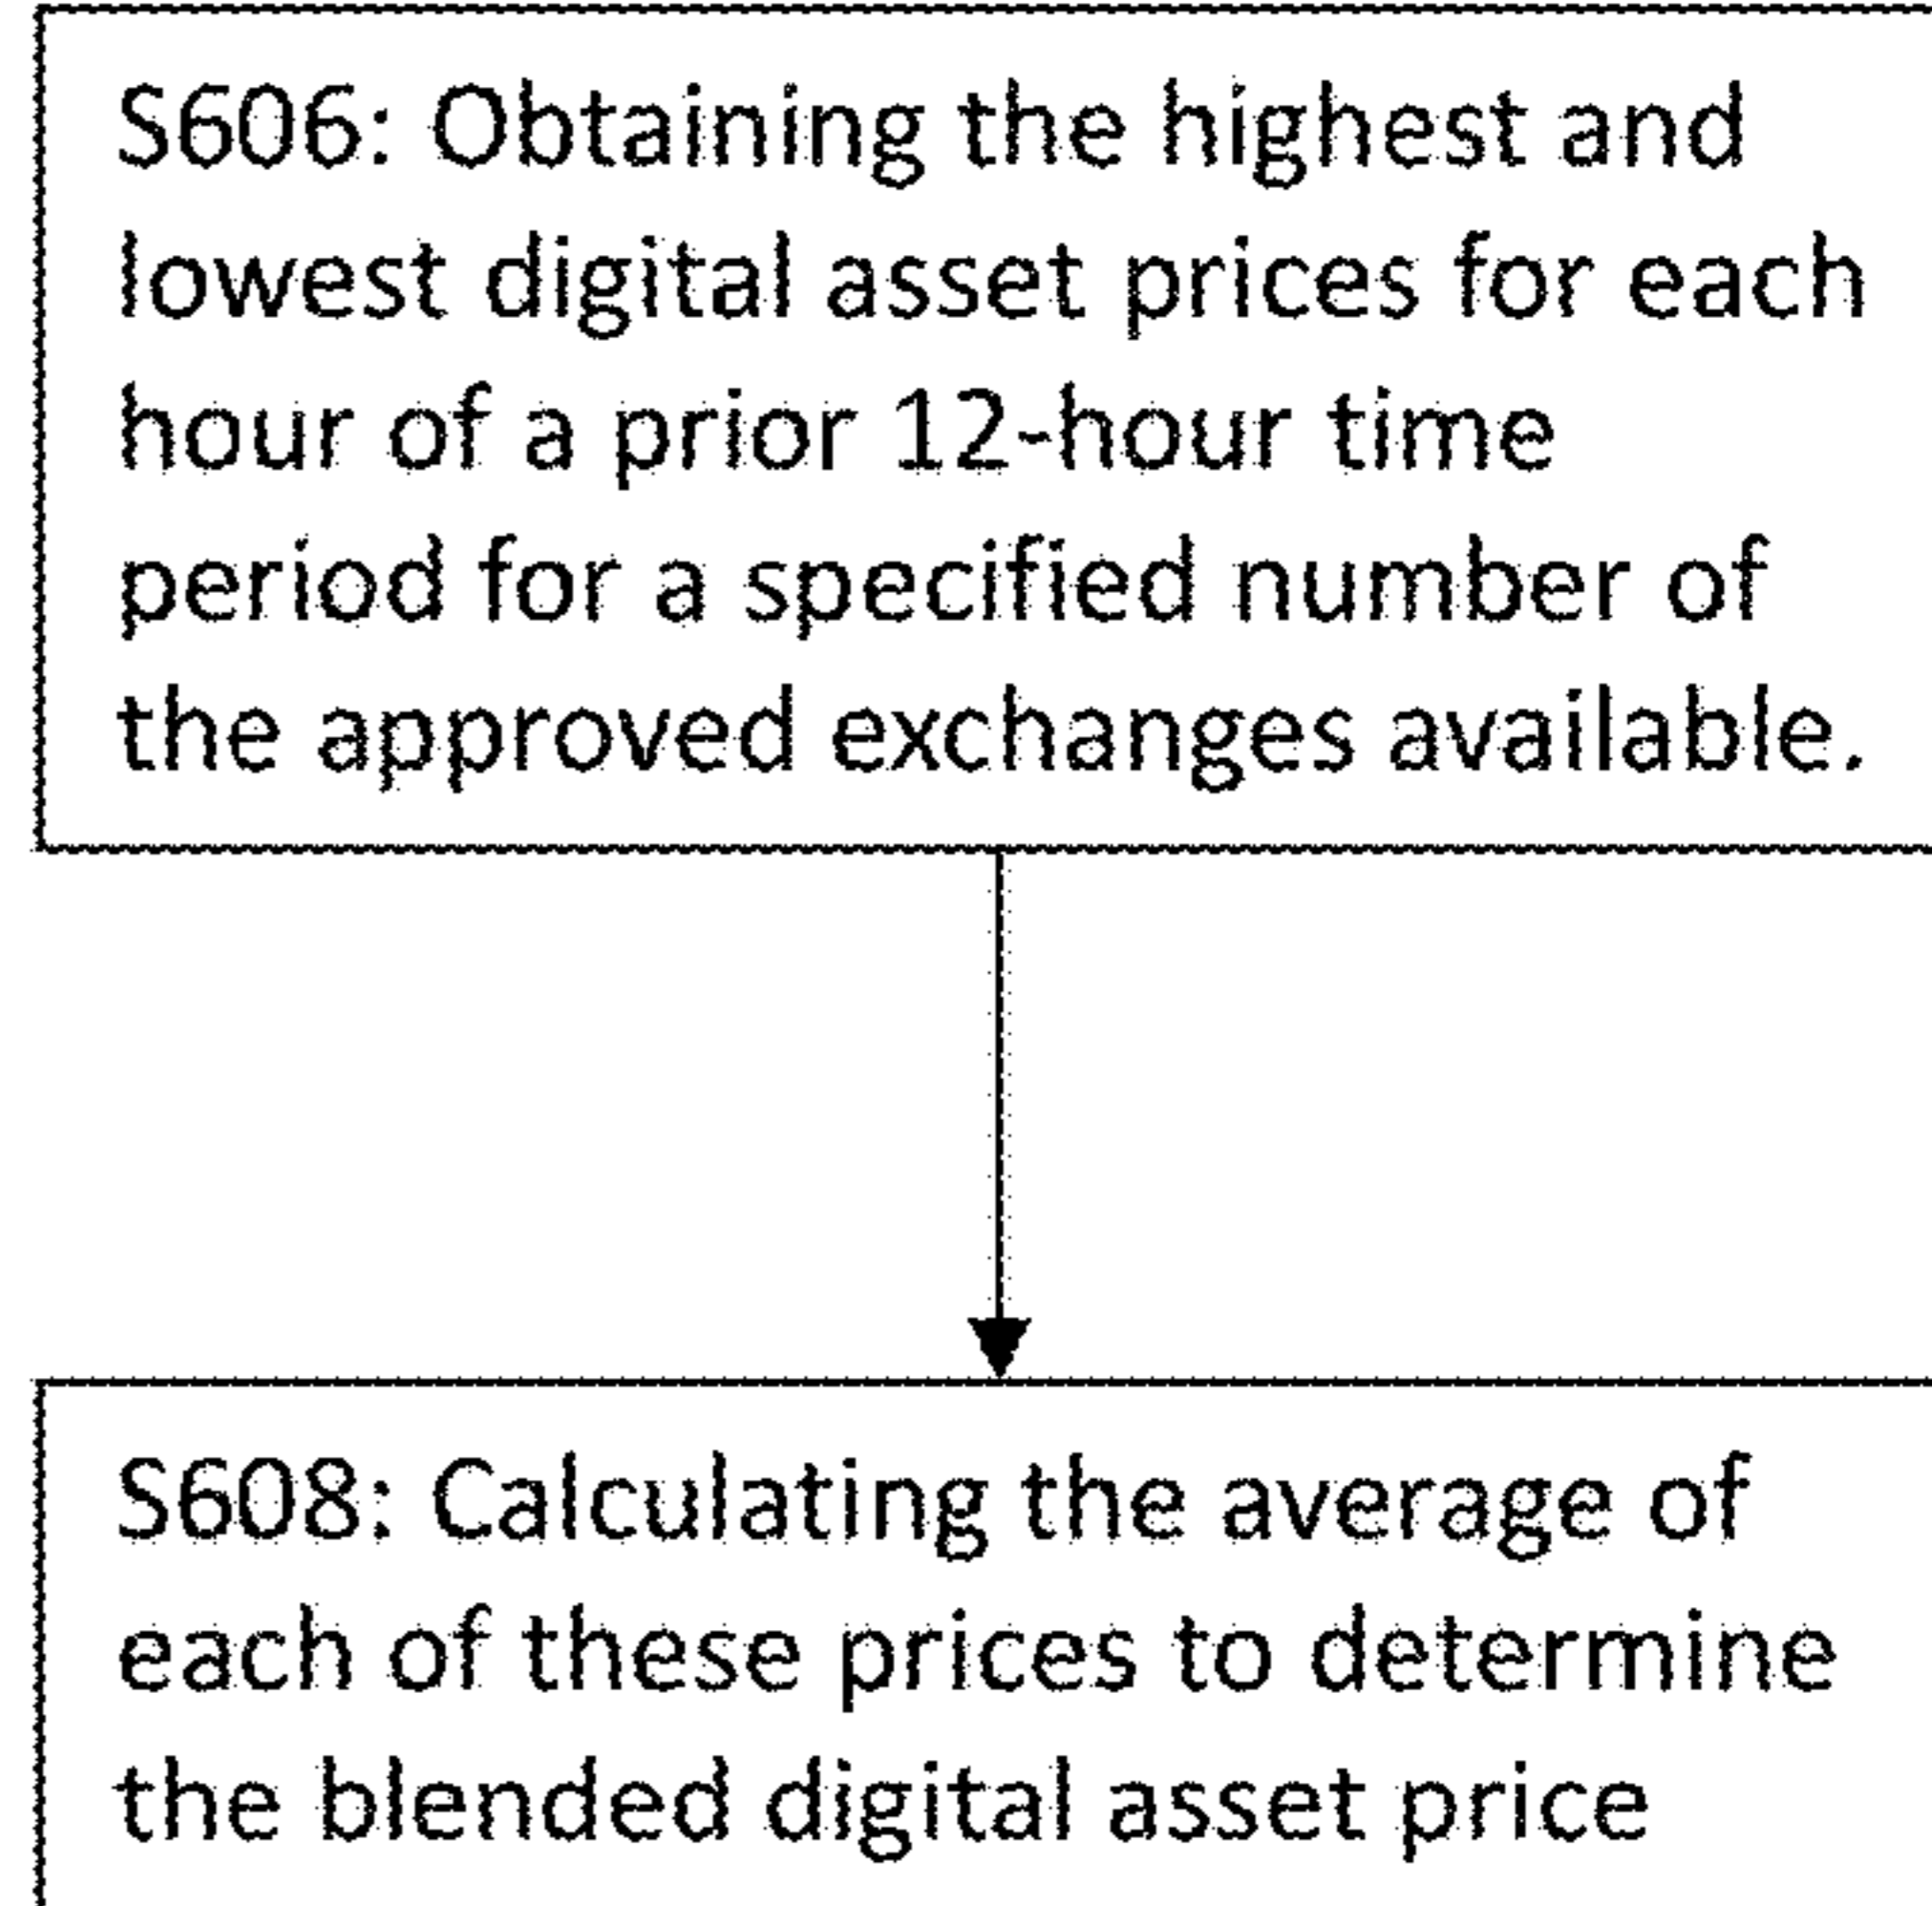 S606: Obtaining the highest and
lowest digital asset prices for each
hour of a prior 12-hour time
period for a specified number of
the approved exchanges available.
S608: Calculating the average of
each of these prices to determine
the blended digital asset price